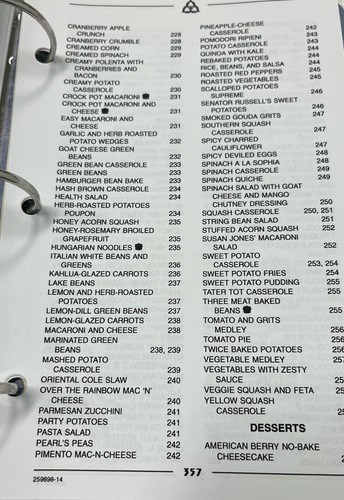 CRANBERRY APPLE
CRUNCH 228
CRANBERRY CRUMBLE 228
CREAMED CORN 229
CREAMED SPINACH 229
CREAMY POLENTA WITH
CRANBERRIES AND
BACON 230
CREAMY POTATO
CASSEROLE 230
CROCK POT MACARONI 231
CROCK POT MACARONI AND
CHEESE 231
EASY MACARONI AND
CHEESE 231
GARLIC AND HERB ROASTED
POTATO WEDGES 232
GOAT CHEESE GREEN
BEANS 232
GREEN BEAN CASSEROLE 233
GREEN BEANS 233
HAMBURGER BEAN BAKE 233
HASH BROWN CASSEROLE 234
HEALTH SALAD 234
HERB-ROASTED POTATOES
POUPON 234
HONEY ACORN SQUASH 235
HONEY-ROSEMARY BROILED
GRAPEFRUIT 235
HUNGARIAN NOODLES 235
ITALIAN WHITE BEANS AND
GREENS 236
KAHLUA-GLAZED CARROTS 236
LAKE BEANS 237
LEMON AND HERB-ROASTED
POTATOES 237
LEMON-DILL GREEN BEANS 237
LEMON-GLAZED CARROTS 238
MACARONI AND CHEESE 238
MARINATED GREEN
BEANS 238, 239
MASHED POTATO
CASSEROLE 239
ORIENTAL COLE SLAW 240
OVER THE RAINBOW MAC 'N'
CHEESE 240
PARMESAN ZUCCHINI 241
PARTY POTATOES 241
PASTA SALAD 241
PEARL'S PEAS 242
PIMENTO MAC-N-CHEESE 242
PINEAPPLE-CHEESE
CASSEROLE 242
POMODORI RIPIENI 243
POTATO CASSEROLE 243
QUINOA WITH KALE 244
REBAKED POTATOES 244
RICE, BEANS, AND SALSA 244
ROASTED RED PEPPERS 245
ROASTED VEGETABLES 245
SCALLOPED POTATOES
SUPREME 246
SENATOR RUSSELL'S SWEET
POTATOES 246
SMOKED GOUDA GRITS 247
SOUTHERN SQUASH
CASSEROLE 247
SPICY CHARRED
CAULIFLOWER 247
SPICY DEVILED EGGS 248
SPINACH A LA SOPHIA 248
SPINACH CASSEROLE 249
SPINACH QUICHE 249
SPINACH SALAD WITH GOAT
CHEESE AND MANGO
CHUTNEY DRESSING 250
SQUASH CASSEROLE 250, 251
STRING BEAN SALAD 251
STUFFED ACORN SQUASH 252
SUSAN JONES' MACARONI
SALAD 252
SWEET POTATO
CASSEROLE 253, 254
SWEET POTATO FRIES 254
SWEET POTATO PUDDING 255
TATER TOT CASSEROLE 255
THREE MEAT BAKED
BEANS 255
TOMATO AND GRITS
MEDLEY 256
TOMATO PIE 256
TWICE BAKED POTATOES 256
VEGETABLE MEDLEY
VEGETABLES WITH ZESTY
SAUCE
VEGGIE SQUASH AND FETA
YELLOW SQUASH
CASSEROLE
DESSERTS
AMERICAN BERRY NO-BAKE
CHEESECAKE
259898-14
357